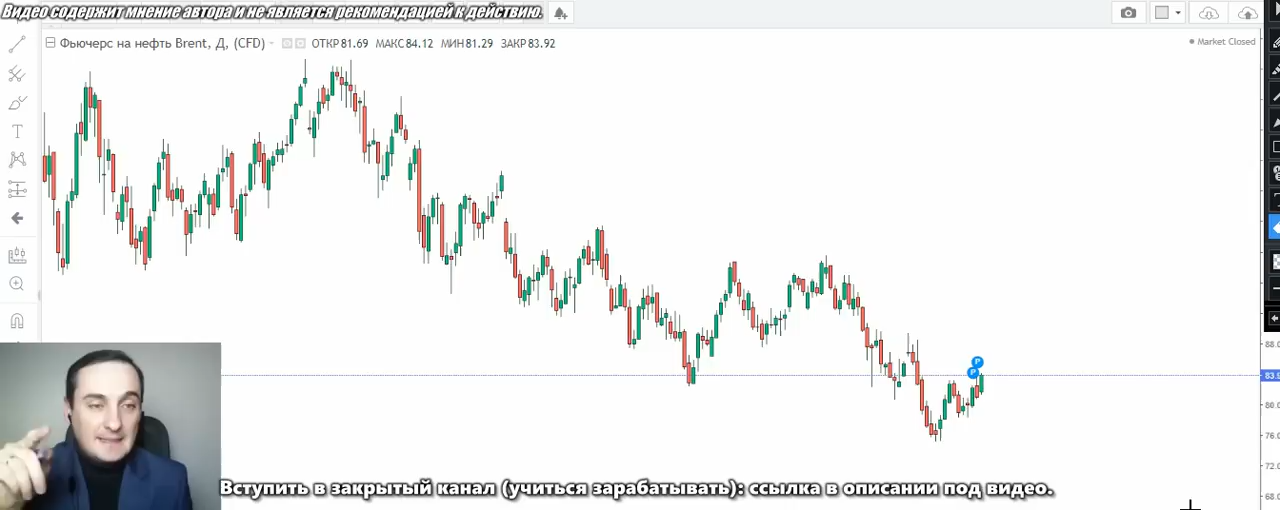 Видео содержит мнение автора и не является рекомендацией к действию.
Фьючерс на нефть Brent, Д, (CFD)
ОТКР 81.69 МАКС 84.12 МИН 81.29 ЗАКР 83.92
Market Closed
P
P
88.0
83.9
80.0
76.0
72.0
68.0
Вступить в закрытый канал (учиться зарабатывать): ссылка в описании под видео.